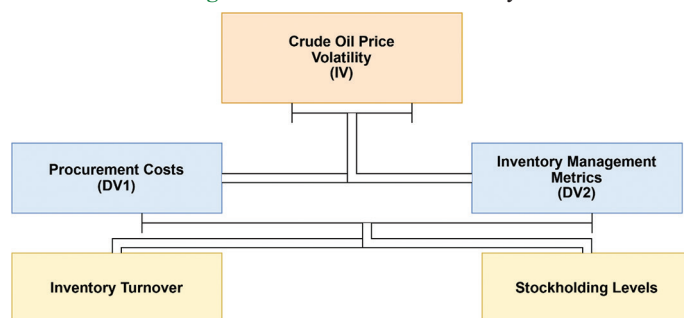 Crude Oil Price
Volatility
(IV)
Procurement Costs
(DV1)
Inventory Management
Metrics
(DV2)
Inventory Turnover
Stockholding Levels